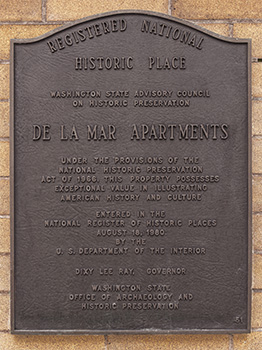 REGISTERED NATIONAL
HISTORIC PLACE
WASHINGTON STATE ADVISORY COUNCIL
ON HISTORIC PRESERVATION
DE LA MAR APARTMENTS
UNDER THE PROVISIONS OF THE
NATIONAL HISTORIC PRESERVATION
ACT OF 1966, THIS PROPERTY POSSESSES
EXCEPTIONAL VALUE IN ILLUSTRATING
AMERICAN HISTORY AND CULTURE
ENTERED IN THE
NATIONAL REGISTER OF HISTORIC PLACES
AUGUST 18, 1980
BY THE
U. S. DEPARTMENT OF THE INTERIOR
DIXY LEE RAY, GOVERNOR
WASHINGTON STATE
OFFICE OF ARCHAEOLOGY AND
HISTORIC PRESERVATION